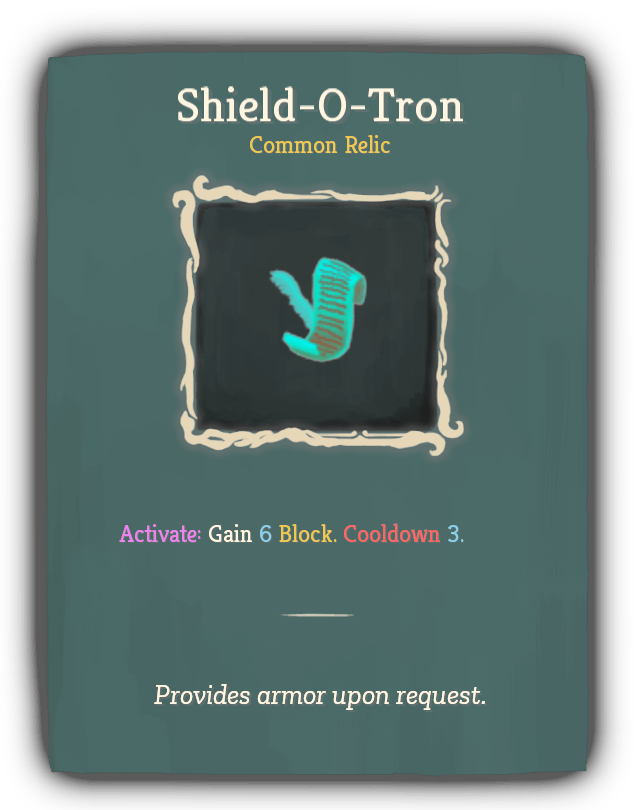 Shield-O-Tron
Common Relic
Activate: Gain 6 Block. Cooldown 3.
Provides armor upon request.